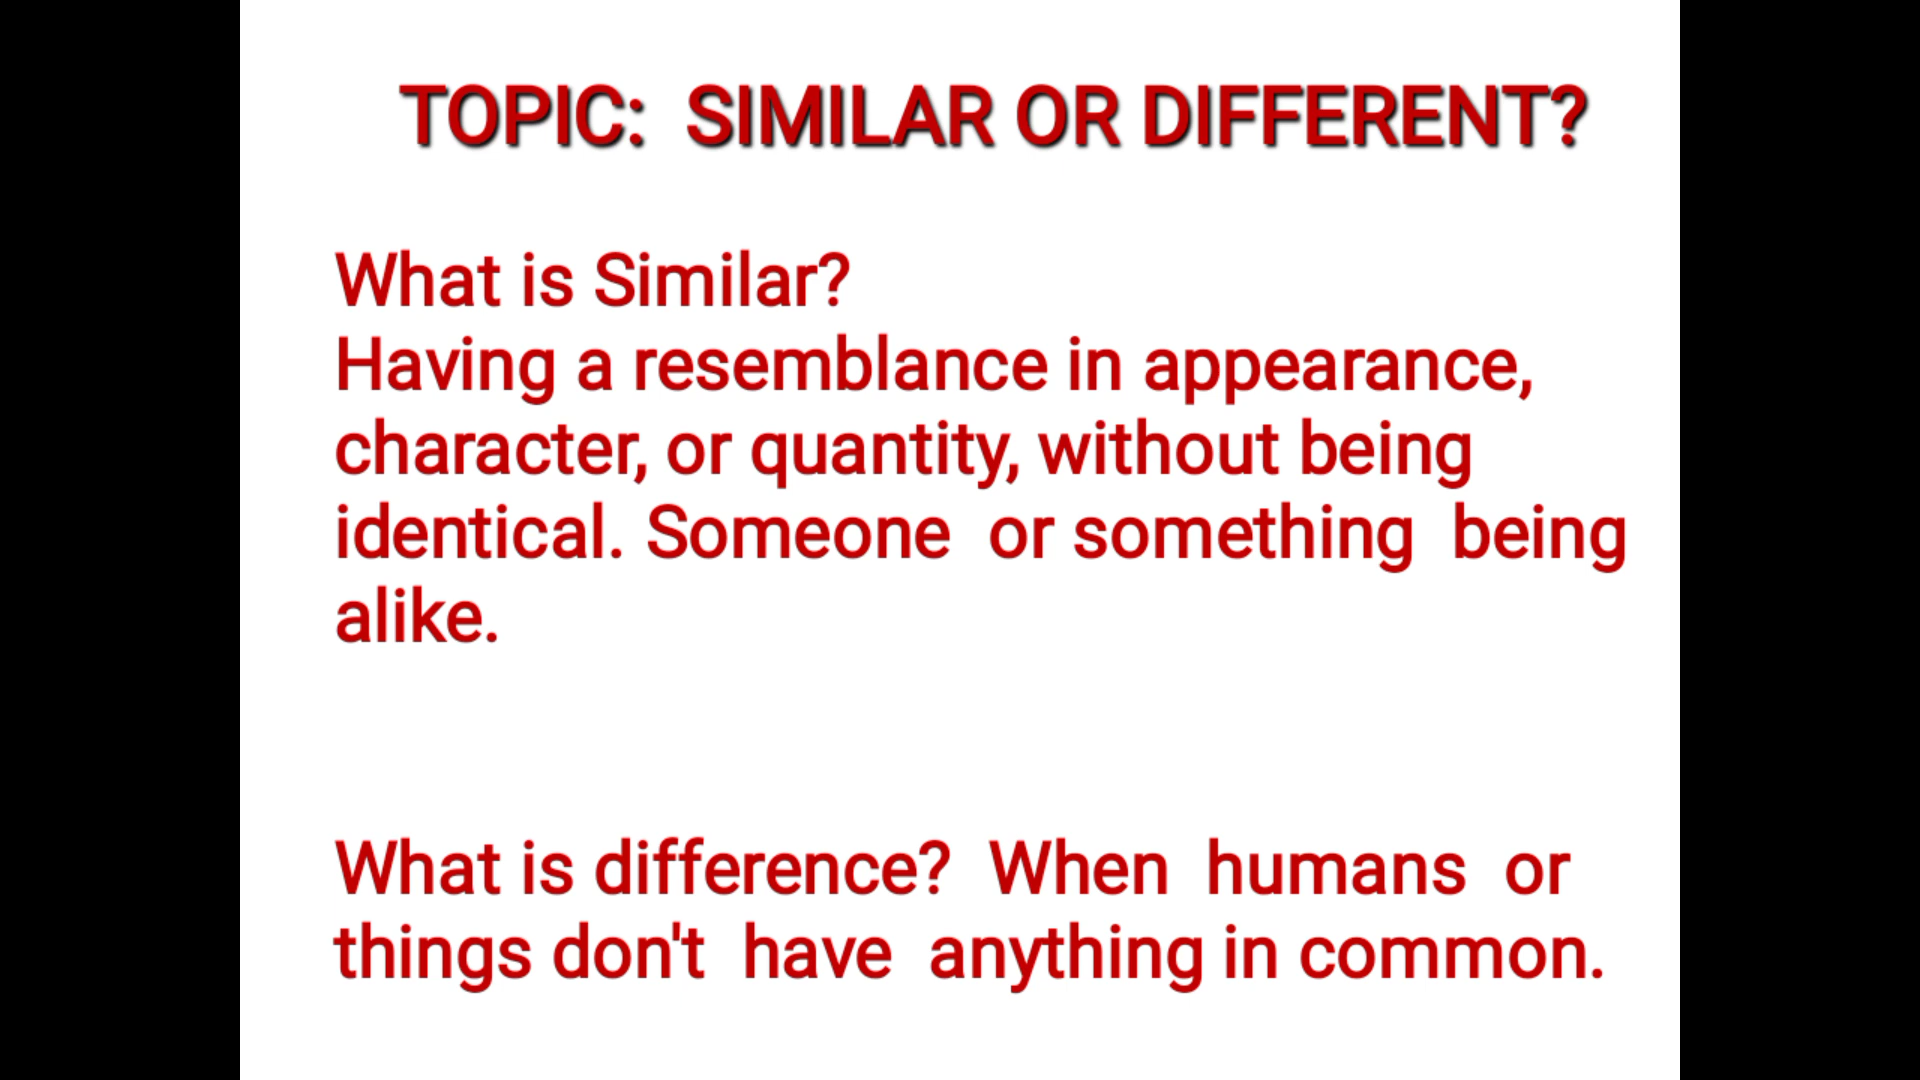 TOPIC:  SIMILAR OR DIFFERENT?
What is Similar?
Having a resemblance in appearance,
character, or quantity, without being
identical. Someone  or something  being
alike.
What is difference?  When  humans  or
things don't  have  anything in common.